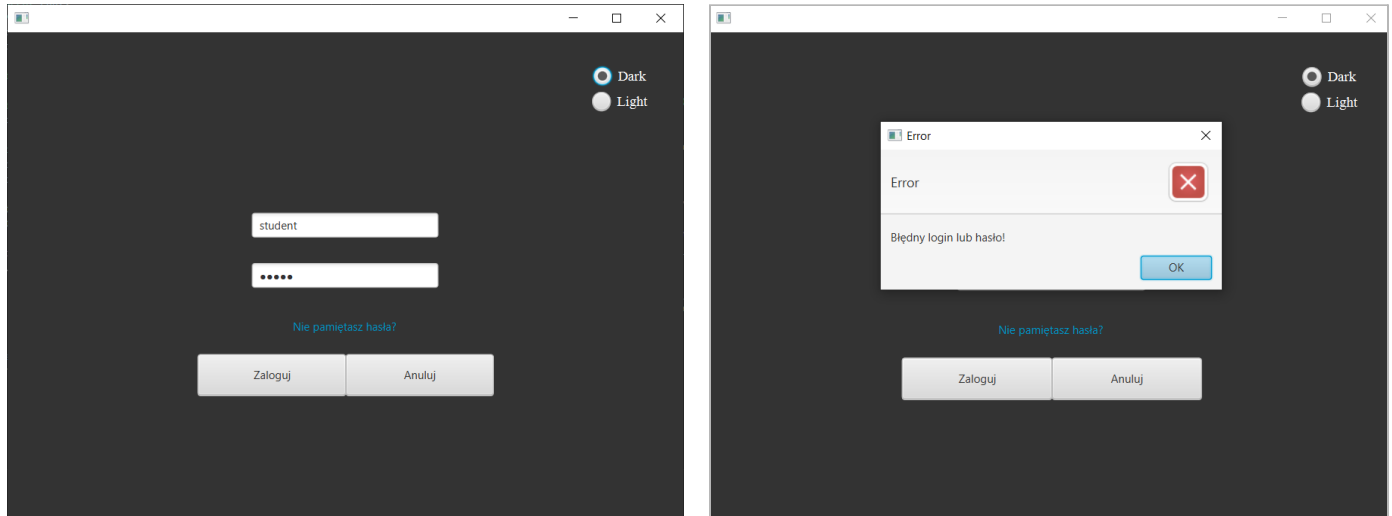 Dark
Light
student
•••••
Nie pamiętasz hasła?
Zaloguj
Anuluj
Dark
Light
Error
Error
Błędny login lub hasło!
OK
Nie pamiętasz hasła?
Zaloguj
Anuluj